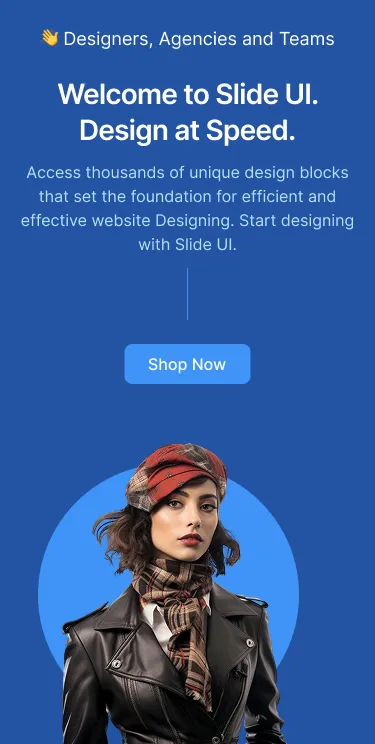 👋 Designers, Agencies and Teams
Welcome to Slide UI.
Design at Speed.
Access thousands of unique design blocks
that set the foundation for efficient and
effective website Designing. Start designing
with Slide UI.
Shop Now